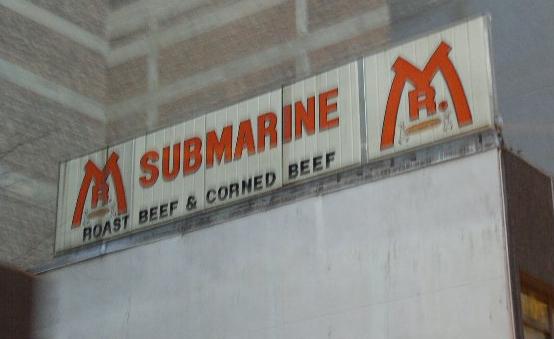 MR.
SUBMARINE
MR.
ROAST BEEF & CORNED BEEF